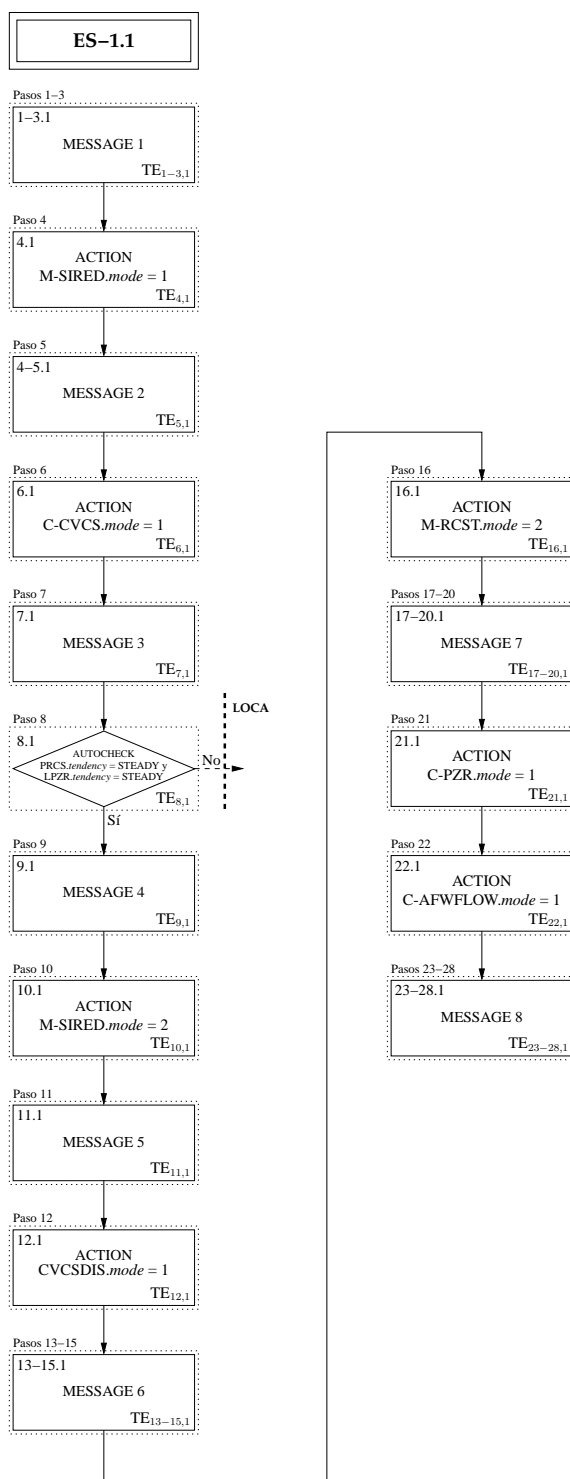 ES−1.1
Pasos 1−3
1−3.1
MESSAGE 1
TE1−3,1
Paso 4
4.1
ACTION
M-SIRED.mode = 1
TE4,1
Paso 5
4−5.1
MESSAGE 2
TE5,1
Paso 6
6.1
ACTION
C-CVCS.mode = 1
TE6,1
Paso 7
7.1
MESSAGE 3
TE7,1
Paso 8
8.1
AUTOCHECK
PRCS.tendency = STEADY y
LPZR.tendency = STEADY
TE8,1
No
LOCA
Sí
Paso 9
9.1
MESSAGE 4
TE9,1
Paso 10
10.1
ACTION
M-SIRED.mode = 2
TE10,1
Paso 11
11.1
MESSAGE 5
TE11,1
Paso 12
12.1
ACTION
CVCSDIS.mode = 1
TE12,1
Pasos 13−15
13−15.1
MESSAGE 6
TE13−15,1
Paso 16
16.1
ACTION
M-RCST.mode = 2
TE16,1
Pasos 17−20
17−20.1
MESSAGE 7
TE17−20,1
Paso 21
21.1
ACTION
C-PZR.mode = 1
TE21,1
Paso 22
22.1
ACTION
C-AFWFLOW.mode = 1
TE22,1
Pasos 23−28
23−28.1
MESSAGE 8
TE23−28,1